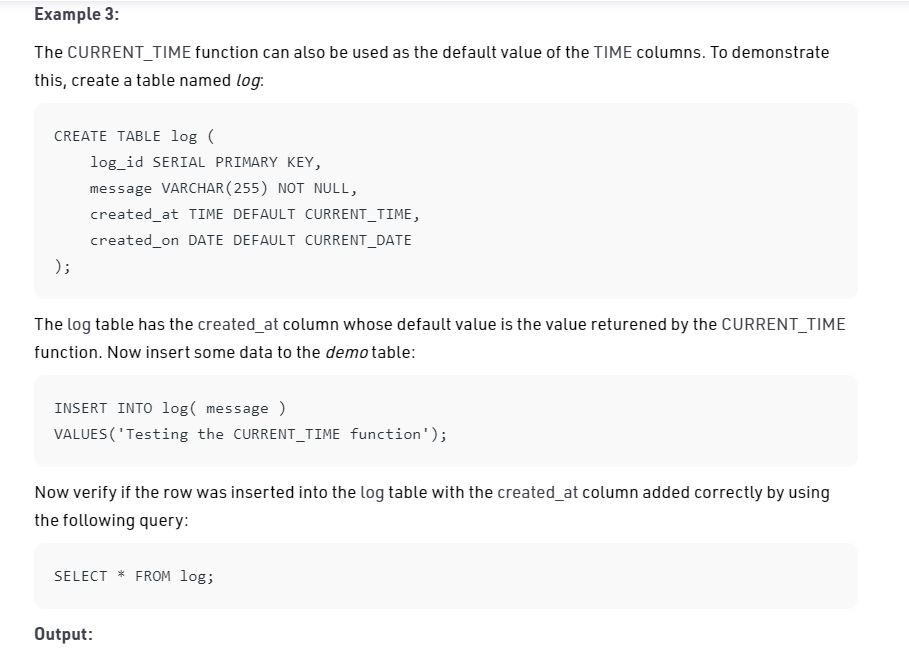 Example 3:
The CURRENT_TIME function can also be used as the default value of the TIME columns. To demonstrate
this, create a table named log:
CREATE TABLE log (
    log_id SERIAL PRIMARY KEY,
    message VARCHAR(255) NOT NULL,
    created_at TIME DEFAULT CURRENT_TIME,
    created_on DATE DEFAULT CURRENT_DATE
);
The log table has the created_at column whose default value is the value returened by the CURRENT_TIME
function. Now insert some data to the demo table:
INSERT INTO log( message )
VALUES('Testing the CURRENT_TIME function');
Now verify if the row was inserted into the log table with the created_at column added correctly by using
the following query:
SELECT * FROM log;
Output: